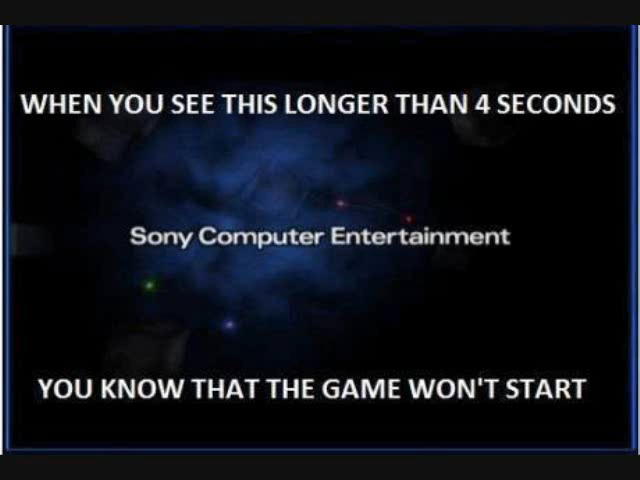 WHEN YOU SEE THIS LONGER THAN 4 SECONDS
Sony Computer Entertainment
YOU KNOW THAT THE GAME WON'T START